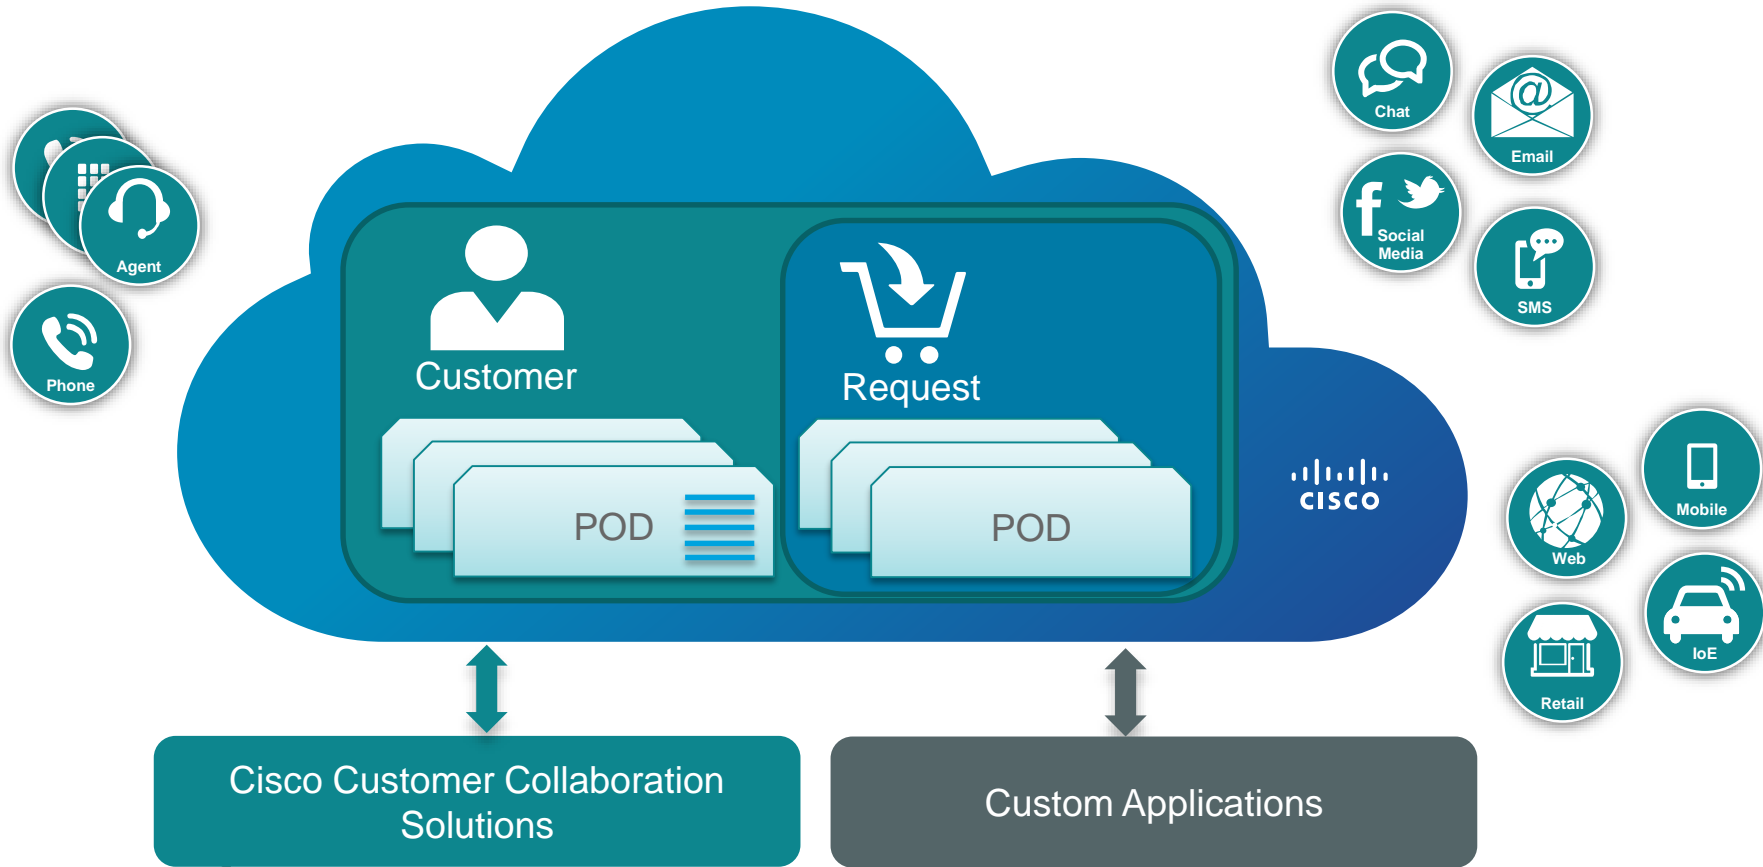 Agent
Phone
Customer
POD
Request
POD
CISCO
Chat
@
Email
f
Social
Media
SMS
Mobile
Web
IoE
Retail
Cisco Customer Collaboration
Solutions
Custom Applications